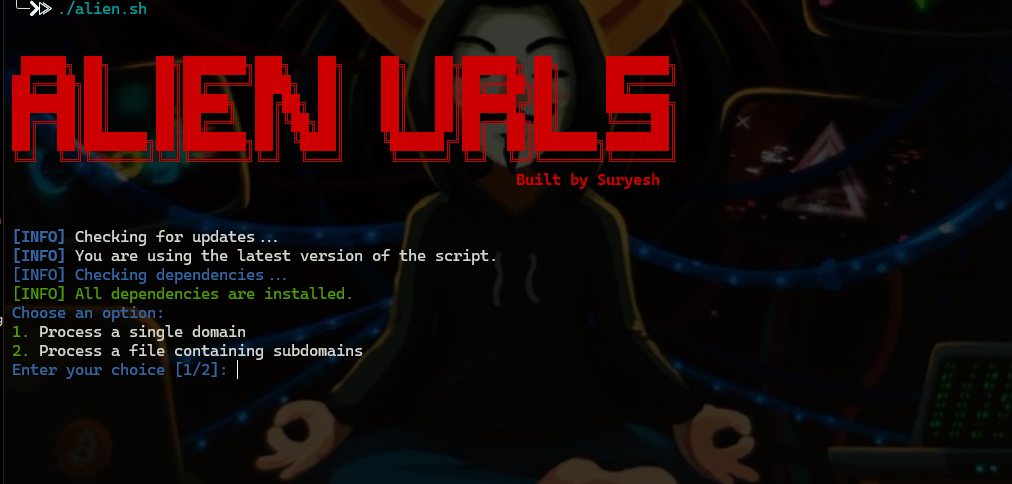 ./alien.sh
ALIEN URLS
Built by Suryesh
[INFO] Checking for updates...
[INFO] You are using the latest version of the script.
[INFO] Checking dependencies...
[INFO] All dependencies are installed.
Choose an option:
1. Process a single domain
2. Process a file containing subdomains
Enter your choice [1/2]: